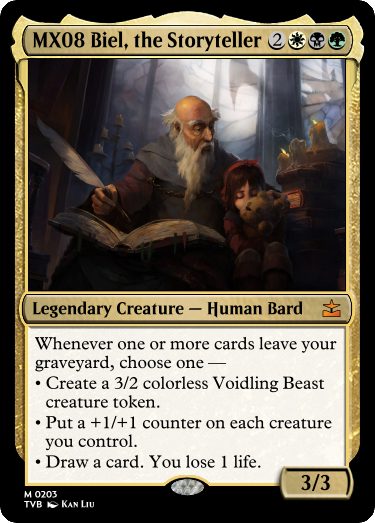 MX08 Biel, the Storyteller 2
Legendary Creature — Human Bard
Whenever one or more cards leave your
graveyard, choose one —
• Create a 3/2 colorless Voidling Beast
creature token.
• Put a +1/+1 counter on each creature
you control.
• Draw a card. You lose 1 life.
3/3
M 0203
TVB Kan Liu